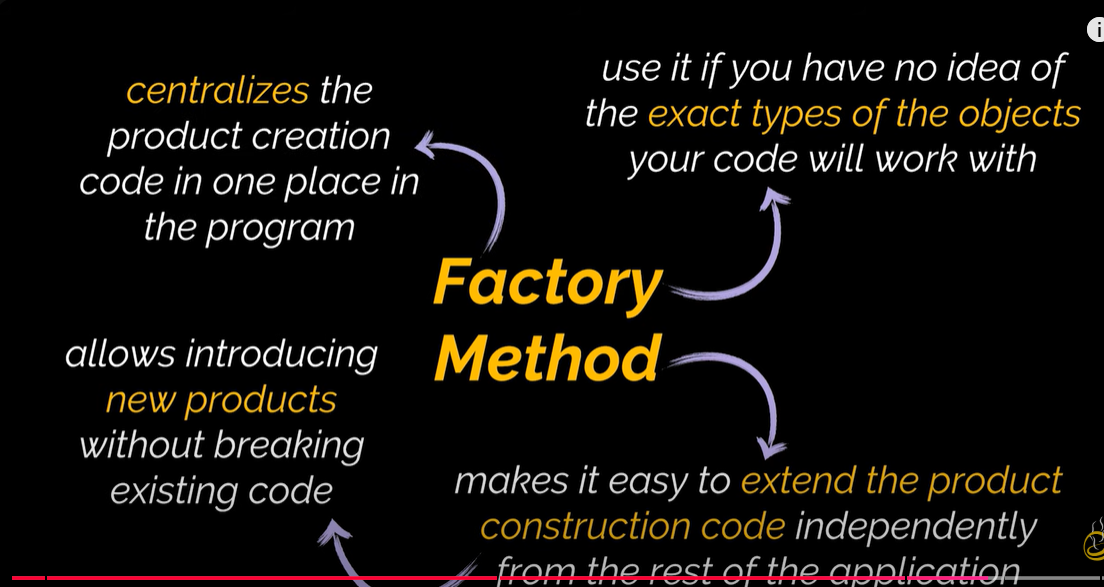 centralizes the
product creation
code in one place in
the program
use it if you have no idea of
the exact types of the objects
your code will work with
Factory
Method
allows introducing
new products
without breaking
existing code
makes it easy to extend the product
construction code independently
from the rest of the application
i